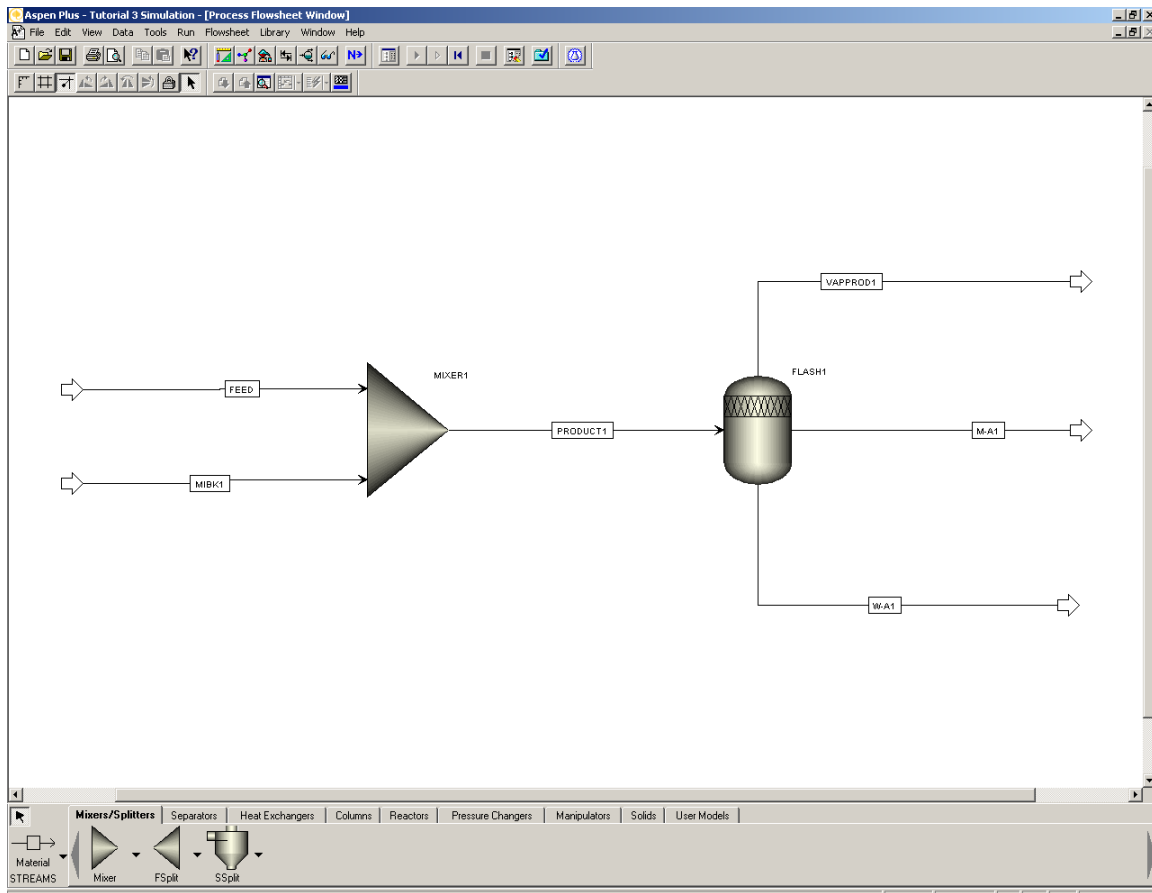 Aspen Plus - Tutorial 3 Simulation - [Process Flowsheet Window]
File Edit View Data Tools Run Flowsheet Library Window Help
N>
VAPPROD1
FLASH1
MIXER1
FEED
PRODUCT1
M-A1
MIBK1
W-A1
Mixers/Splitters Separators Heat Exchangers Columns Reactors Pressure Changers Manipulators Solids User Models
Material
STREAMS
Mixer FSplit SSplit